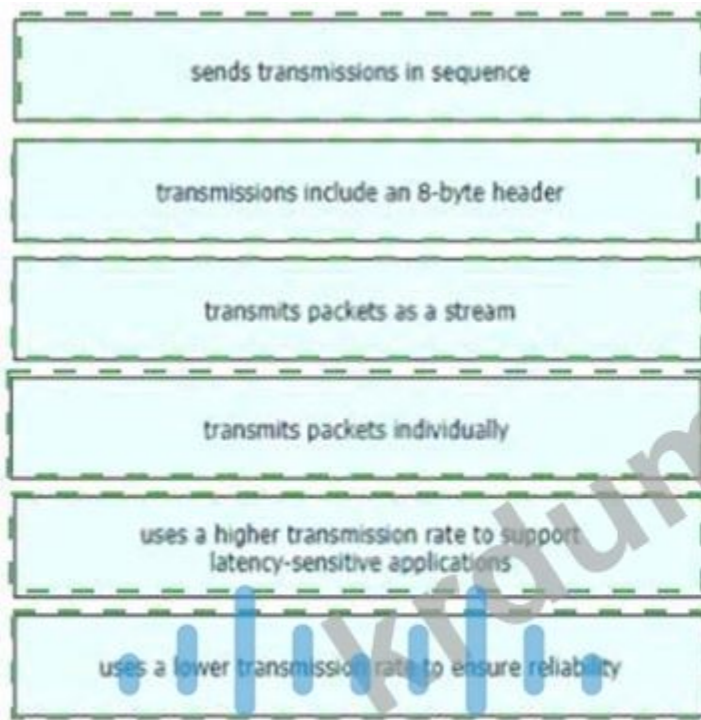 sends transmissions in sequence
transmissions include an 8-byte header
transmits packets as a stream
transmits packets individually
uses a higher transmission rate to support
latency-sensitive applications
uses a lower transmission rate to ensure reliability
krdum